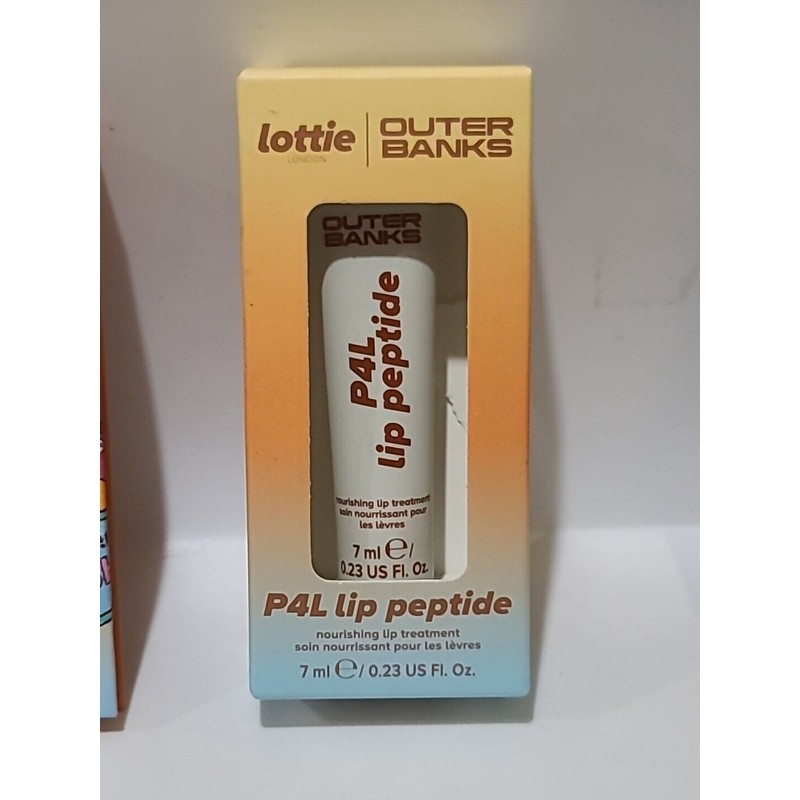 lottie
LONDON
OUTER
BANKS
OUTER
BANKS
P4L
lip peptide
nourishing lip treatment
soin nourrissant pour
les lèvres
7 ml e/
0.23 US Fl. Oz.
P4L lip peptide
nourishing lip treatment
soin nourrissant pour les lèvres
7 ml e/ 0.23 US Fl. Oz.